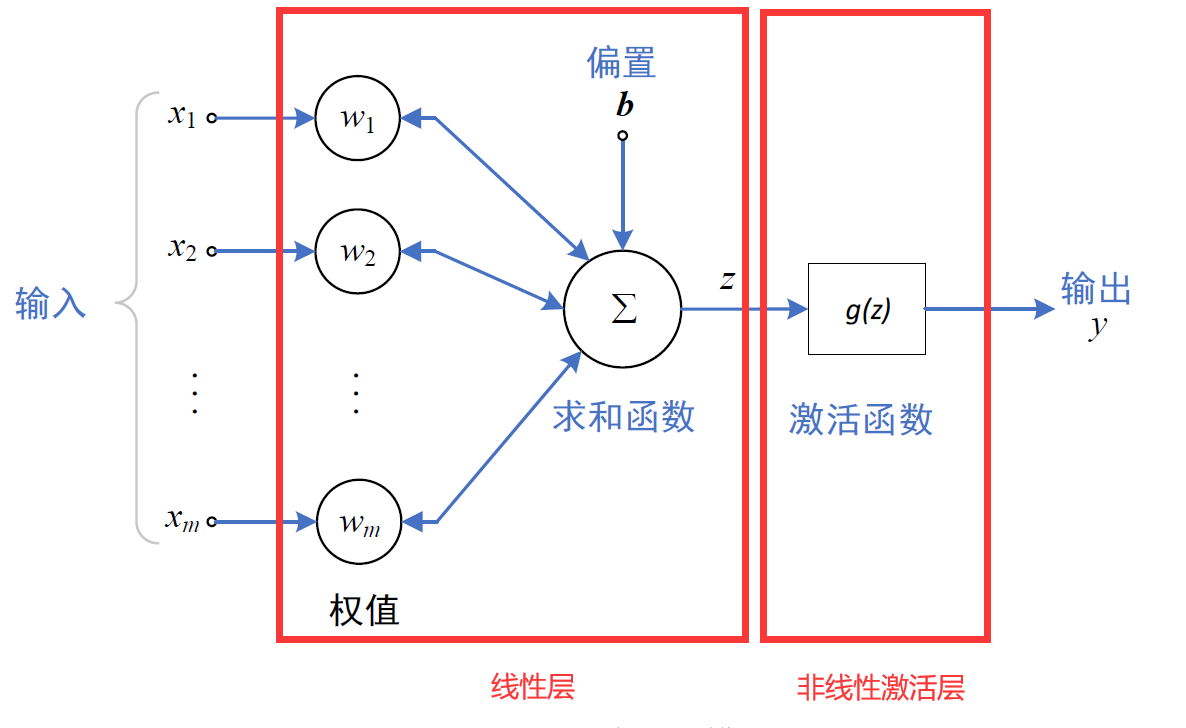 偏置
b
x1
w1
x2
w2
输入
Σ
z
g(z)
输出
y
⋮
⋮
求和函数
激活函数
xm
wm
权值
线性层
非线性激活层